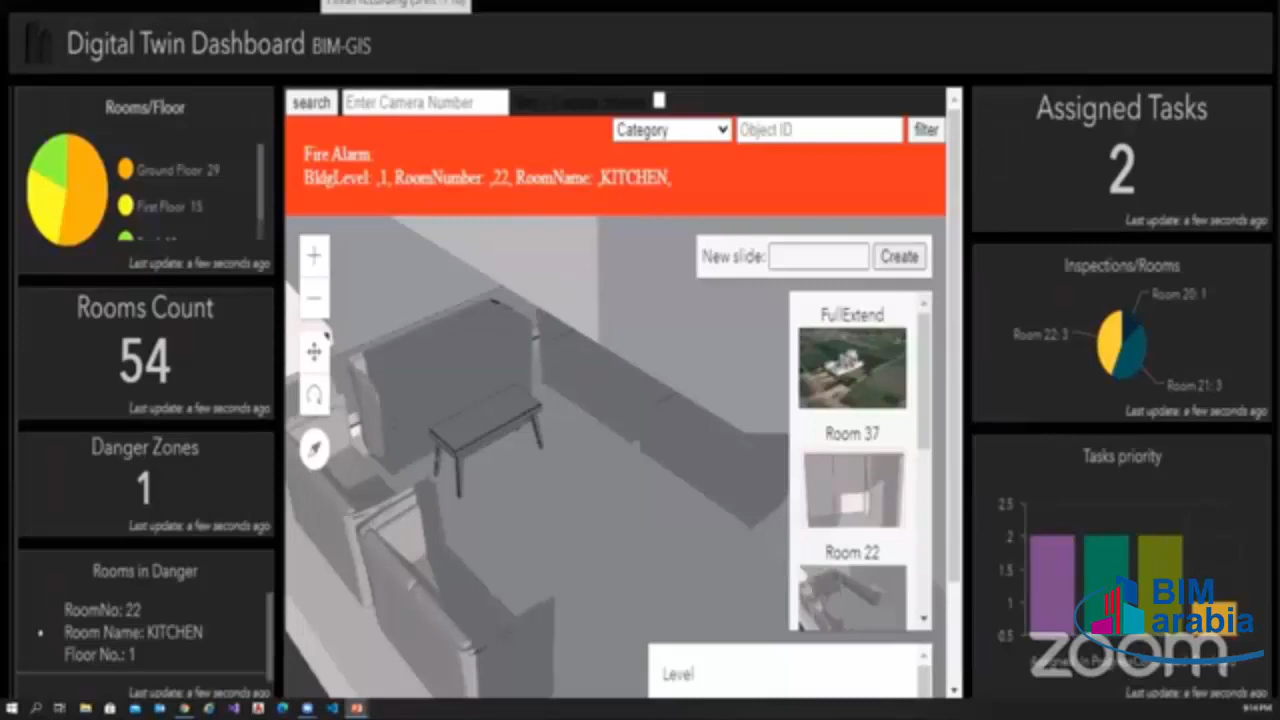 Digital Twin Dashboard BIM-GIS
Rooms/Floor
Ground Floor 29
First Floor 15
Last update: a few seconds ago
Rooms Count
54
Last update: a few seconds ago
Danger Zones
1
Last update: a few seconds ago
Rooms in Danger
RoomNo: 22
Room Name: KITCHEN
Floor No.: 1
Last update: a few seconds ago
search
Enter Camera Number
Category
Object ID
filter
Fire Alarm:
BldgLevel: ,1, RoomNumber: ,22, RoomName: ,KITCHEN,
New slide:
Create
FullExtend
Room 37
Room 22
Level
Assigned Tasks
2
Last update: a few seconds ago
Inspections/Rooms
Room 20: 1
Room 22: 3
Room 21: 3
Last update: a few seconds ago
Tasks priority
2.5
2
1.5
1
0.5
BIM
arabia
zoom
Last update: a few seconds ago
9:14 PM